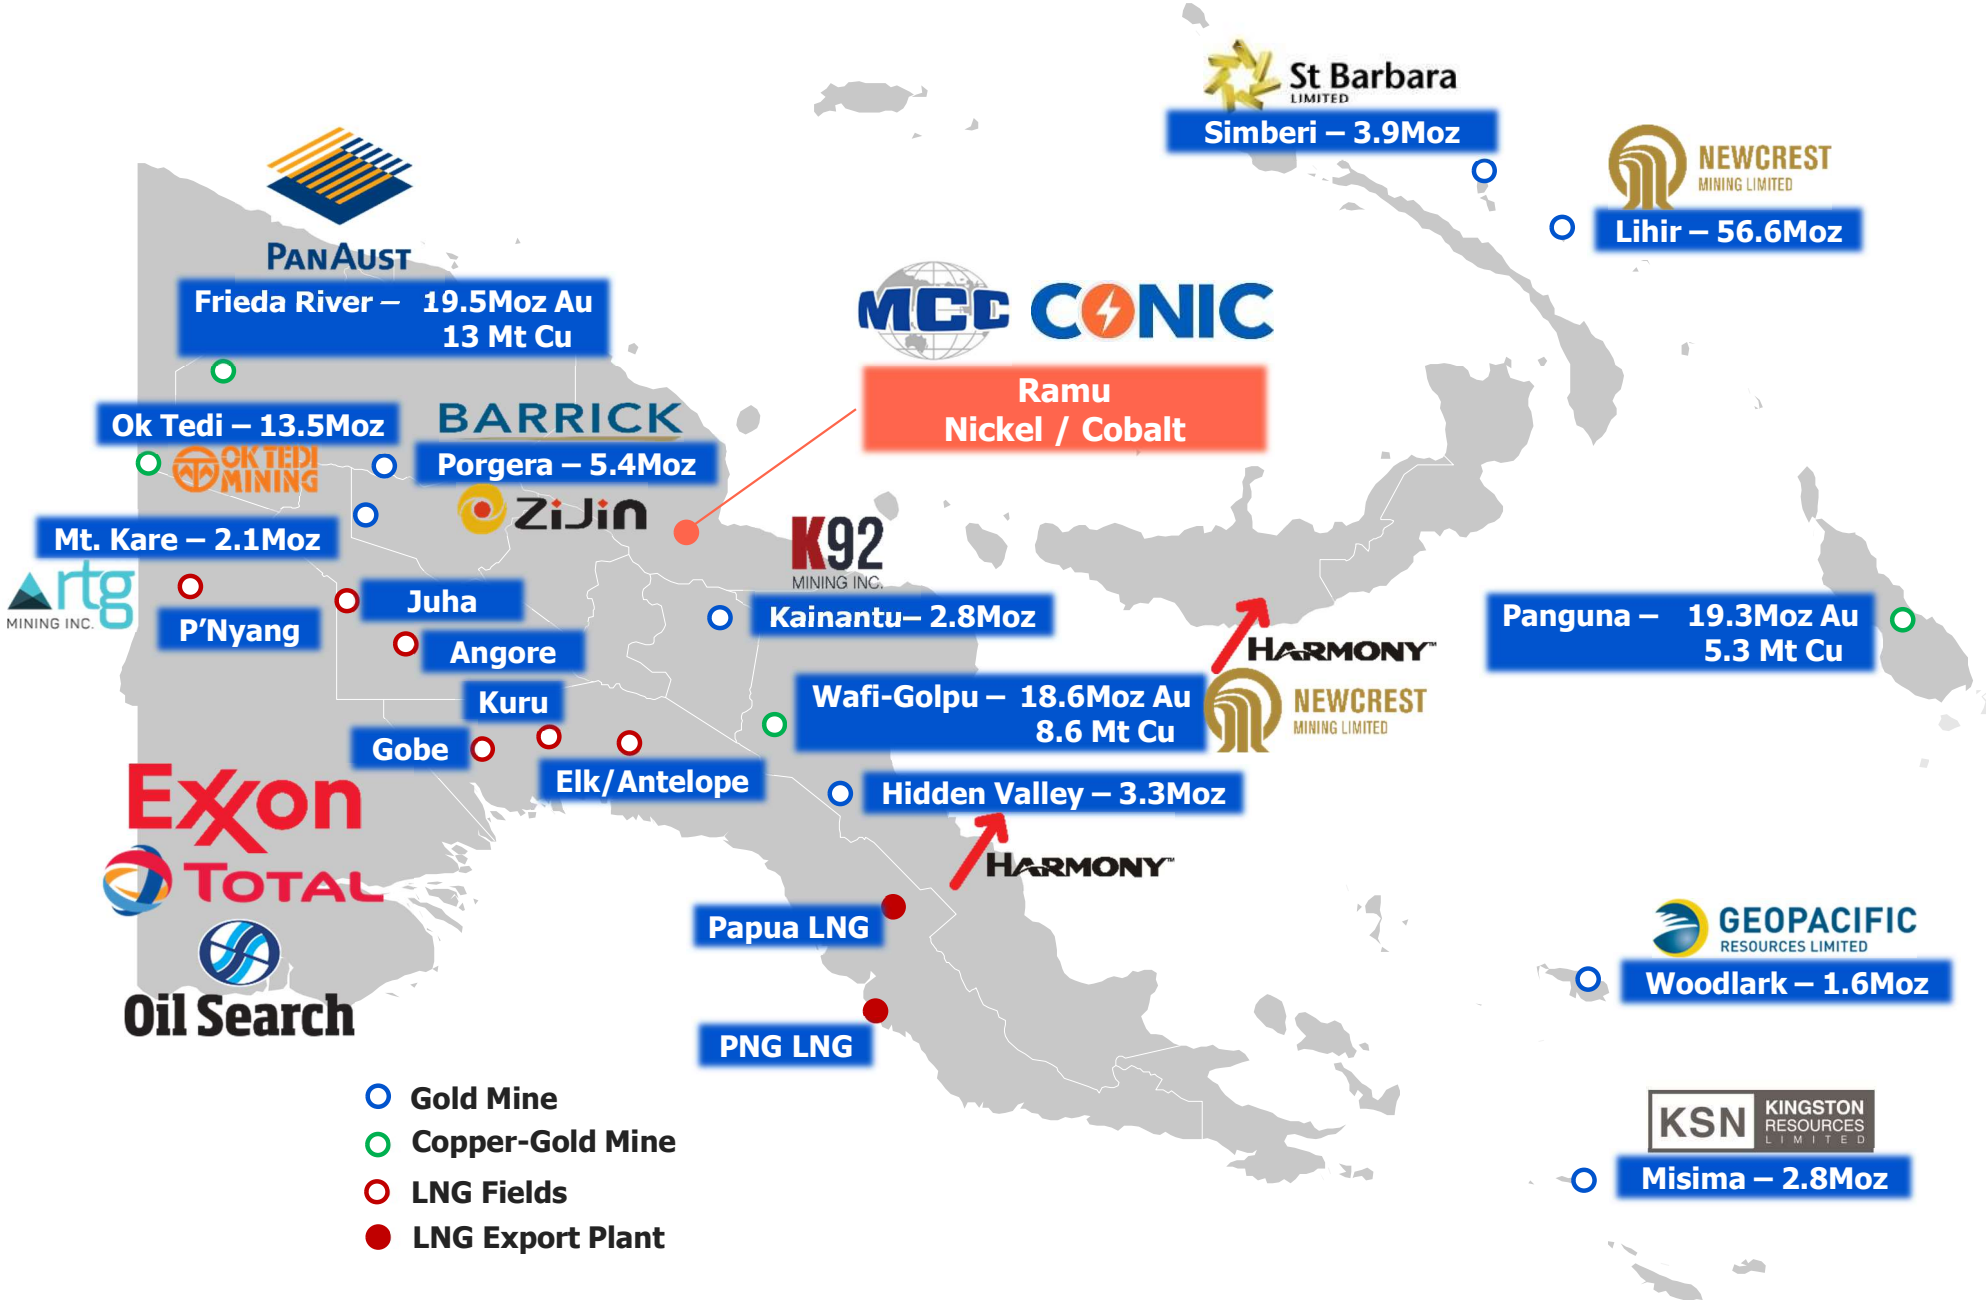 St Barbara
LIMITED
Simberi – 3.9Moz
NEWCREST
MINING LIMITED
Lihir – 56.6Moz
PANAUST
Frieda River – 19.5Moz Au
13 Mt Cu
MCC CONIC
Ramu
Nickel / Cobalt
Ok Tedi – 13.5Moz
OK TEDI
MINING
BARRICK
Porgera – 5.4Moz
ZiJin
Mt. Kare – 2.1Moz
rtg
MINING INC.
P'Nyang
Juha
Angore
K92
MINING INC.
Kainantu– 2.8Moz
HARMONY™
NEWCREST
MINING LIMITED
Panguna – 19.3Moz Au
5.3 Mt Cu
Kuru
Gobe
Elk/Antelope
Wafi-Golpu – 18.6Moz Au
8.6 Mt Cu
Hidden Valley – 3.3Moz
HARMONY™
Exxon
TOTAL
Oil Search
Papua LNG
PNG LNG
GEOPACIFIC
RESOURCES LIMITED
Woodlark – 1.6Moz
KSN KINGSTON
RESOURCES
LIMITED
Misima – 2.8Moz
Gold Mine
Copper-Gold Mine
LNG Fields
LNG Export Plant